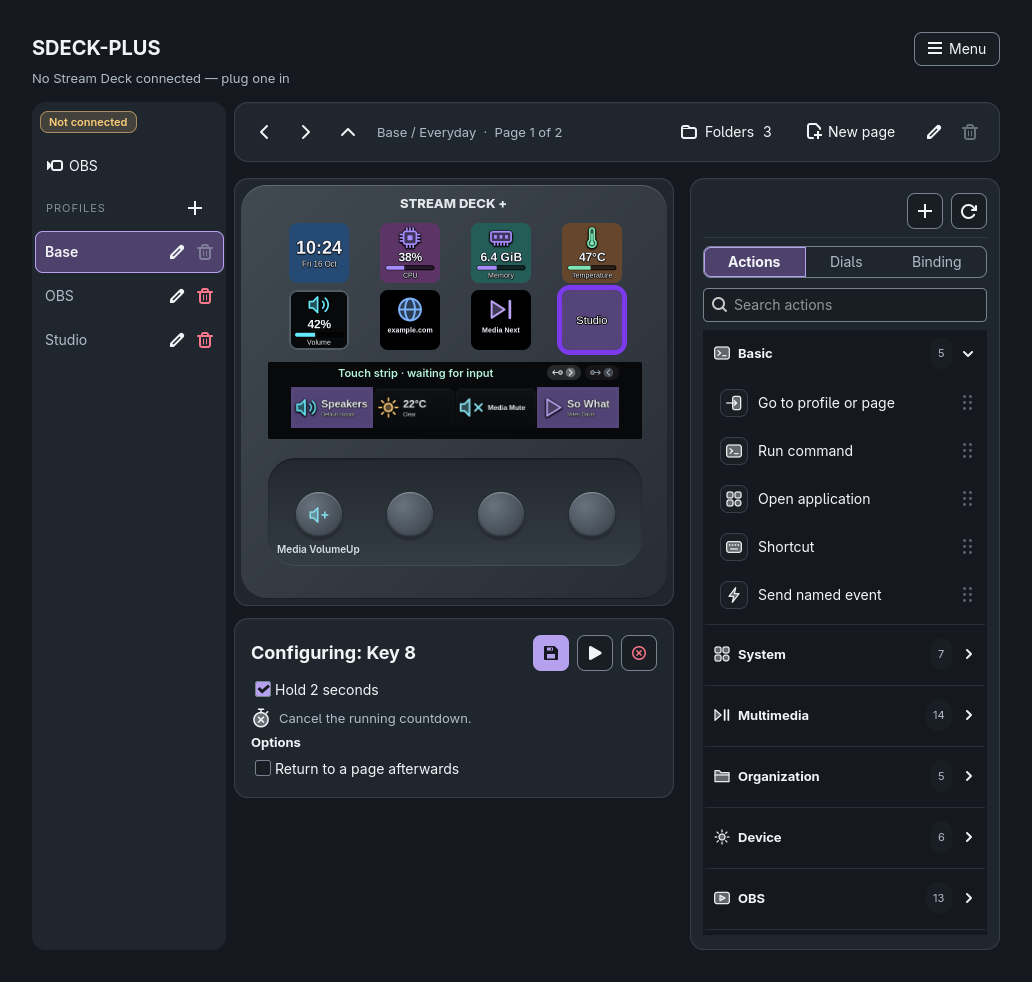 SDECK-PLUS
Menu
No Stream Deck connected — plug one in
Not connected
OBS
PROFILES
Base
OBS
Studio
Base / Everyday · Page 1 of 2
Folders 3
New page
STREAM DECK +
10:24
Fri 16 Oct
38%
CPU
6.4 GiB
Memory
47°C
Temperature
42%
Volume
example.com
Media Next
Studio
Touch strip · waiting for input
Speakers
22°C
Clear
Media Mute
So What
Miles Davis
Media VolumeUp
Configuring: Key 8
Hold 2 seconds
Cancel the running countdown.
Options
Return to a page afterwards
Actions
Dials
Binding
Search actions
Basic 5
Go to profile or page
Run command
Open application
Shortcut
Send named event
System 7
Multimedia 14
Organization 5
Device 6
OBS 13